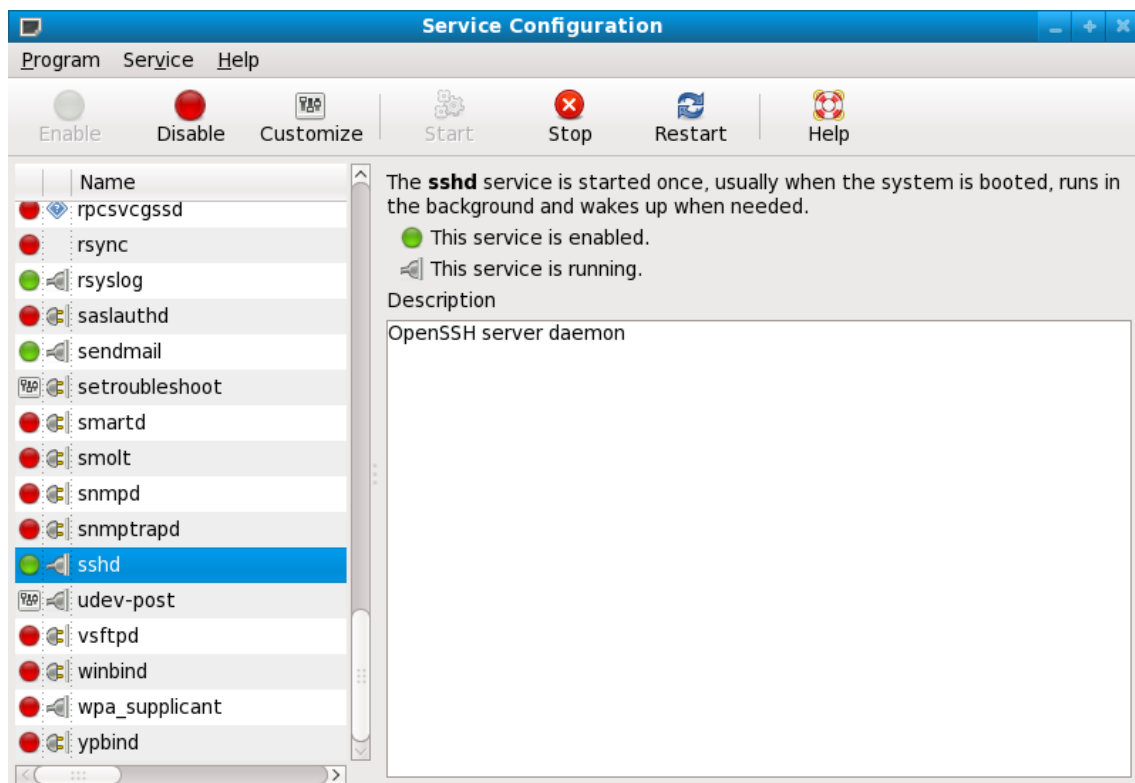 Service Configuration
Program Service Help
Enable Disable Customize Start Stop Restart Help
Name
rpcsvcgssd
rsync
rsyslog
saslauthd
sendmail
setroubleshoot
smartd
smolt
snmpd
snmptrapd
sshd
udev-post
vsftpd
winbind
wpa_supplicant
ypbind
The sshd service is started once, usually when the system is booted, runs in
the background and wakes up when needed.
This service is enabled.
This service is running.
Description
OpenSSH server daemon